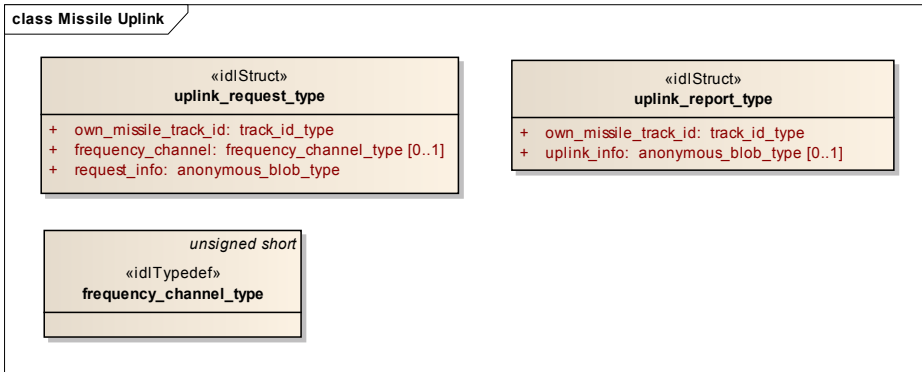 class Missile Uplink
«idlStruct»
uplink_request_type
+ own_missile_track_id: track_id_type
+ frequency_channel: frequency_channel_type [0..1]
+ request_info: anonymous_blob_type
«idlStruct»
uplink_report_type
+ own_missile_track_id: track_id_type
+ uplink_info: anonymous_blob_type [0..1]
unsigned short
«idlTypedef»
frequency_channel_type